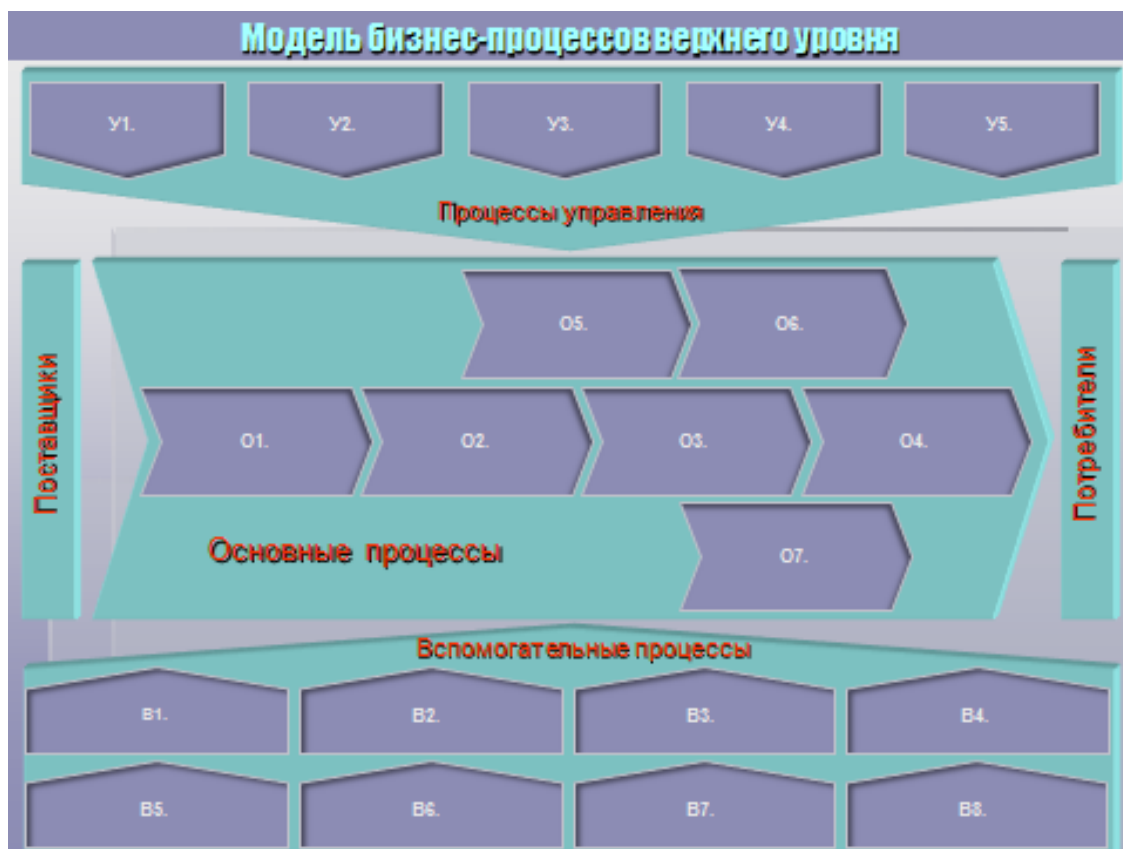 Модель бизнес-процессов верхнего уровня
У1. У2. У3. У4. У5.
Процессы управления
О5. О6.
Поставщики
О1. О2. О3. О4.
Потребители
Основные процессы
О7.
Вспомогательные процессы
В1. В2. В3. В4.
В5. В6. В7. В8.